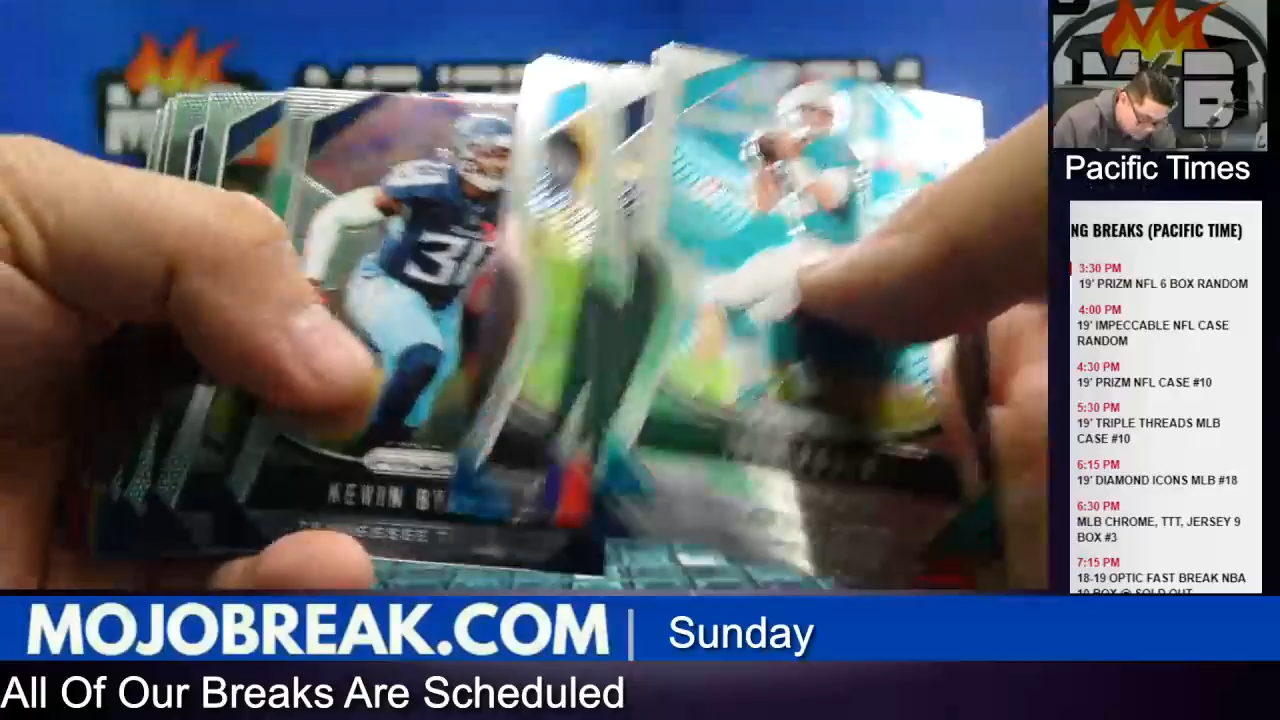 Pacific Times
NG BREAKS (PACIFIC TIME)
3:30 PM
19' PRIZM NFL 6 BOX RANDOM
4:00 PM
19' IMPECCABLE NFL CASE
RANDOM
4:30 PM
19' PRIZM NFL CASE #10
5:30 PM
19' TRIPLE THREADS MLB
CASE #10
6:15 PM
19' DIAMOND ICONS MLB #18
6:30 PM
MLB CHROME, TTT, JERSEY 9
BOX #3
7:15 PM
18-19 OPTIC FAST BREAK NBA
31
KEVIN
MOJOBREAK.COM | Sunday
All Of Our Breaks Are Scheduled